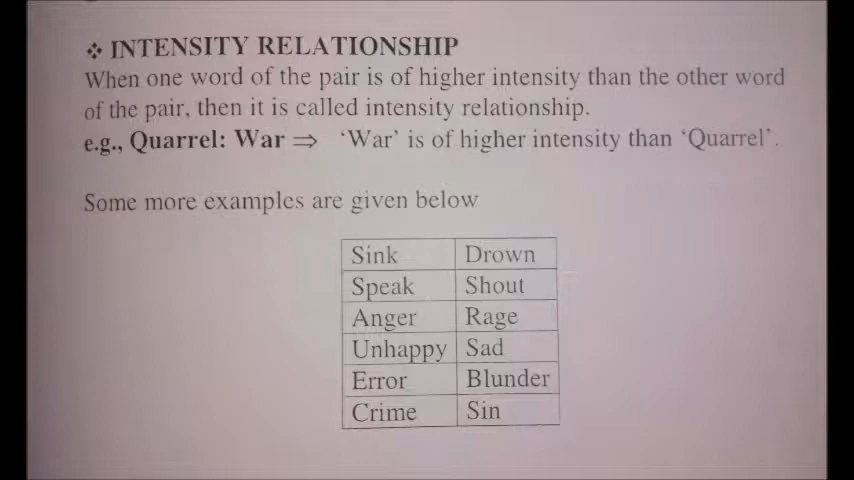 ❖ INTENSITY RELATIONSHIP
When one word of the pair is of higher intensity than the other word
of the pair, then it is called intensity relationship.
e.g., Quarrel: War ⇒ ‘War’ is of higher intensity than ‘Quarrel’.
Some more examples are given below
Sink Drown
Speak Shout
Anger Rage
Unhappy Sad
Error Blunder
Crime Sin